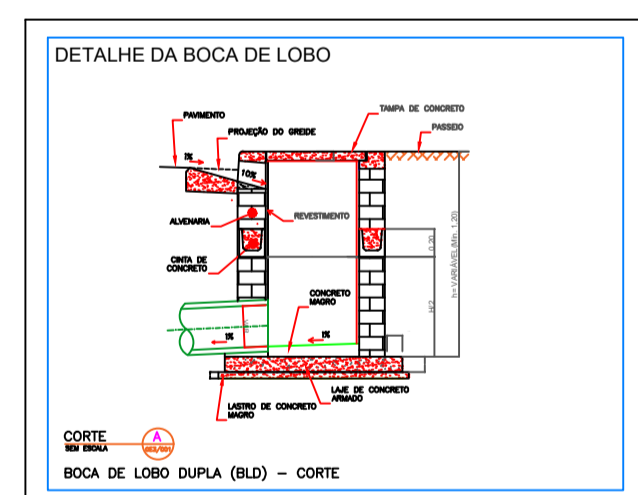 DETALHE DA BOCA DE LOBO
TAMPA DE CONCRETO
PAVIMENTO
PASSEIO
PROJEÇÃO DO GREIDE
1%
10%
ALVENARIA
REVESTIMENTO
0.20
h=VARIÁVEL(Mín. 1,20)
CINTA DE
CONCRETO
CONCRETO
MAGRO
H/2
1%
1%
LAJE DE CONCRETO
ARMADO
LASTRO DE CONCRETO
MAGRO
CORTE
SEM ESCALA
A
BOCA DE LOBO DUPLA (BLD) – CORTE